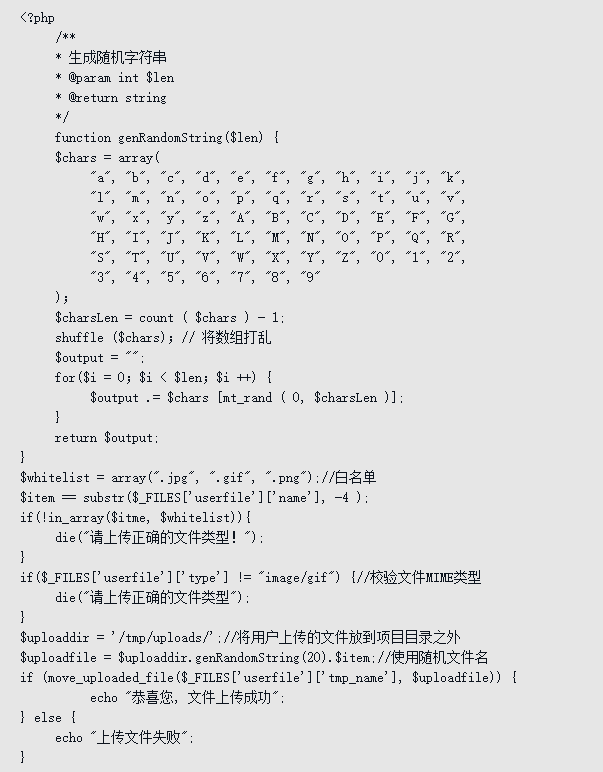 <?php
/**
* 生成随机字符串
* @param int $len
* @return string
*/
function genRandomString($len) {
$chars = array(
"a", "b", "c", "d", "e", "f", "g", "h", "i", "j", "k",
"l", "m", "n", "o", "p", "q", "r", "s", "t", "u", "v",
"w", "x", "y", "z", "A", "B", "C", "D", "E", "F", "G",
"H", "I", "J", "K", "L", "M", "N", "O", "P", "Q", "R",
"S", "T", "U", "V", "W", "X", "Y", "Z", "0", "1", "2",
"3", "4", "5", "6", "7", "8", "9"
);
$charsLen = count ( $chars ) - 1;
shuffle ($chars); // 将数组打乱
$output = "";
for($i = 0; $i < $len; $i ++) {
$output .= $chars [mt_rand ( 0, $charsLen )];
}
return $output;
}
$whitelist = array(".jpg", ".gif", ".png");//白名单
$item == substr($_FILES['userfile']['name'], -4 );
if(!in_array($itme, $whitelist)){
die("请上传正确的文件类型！");
}
if($_FILES['userfile']['type'] != "image/gif") {//校验文件MIME类型
die("请上传正确的文件类型");
}
$uploaddir = '/tmp/uploads/';//将用户上传的文件放到项目目录之外
$uploadfile = $uploaddir.genRandomString(20).$item;//使用随机文件名
if (move_uploaded_file($_FILES['userfile']['tmp_name'], $uploadfile)) {
echo "恭喜您，文件上传成功";
} else {
echo "上传文件失败";
}